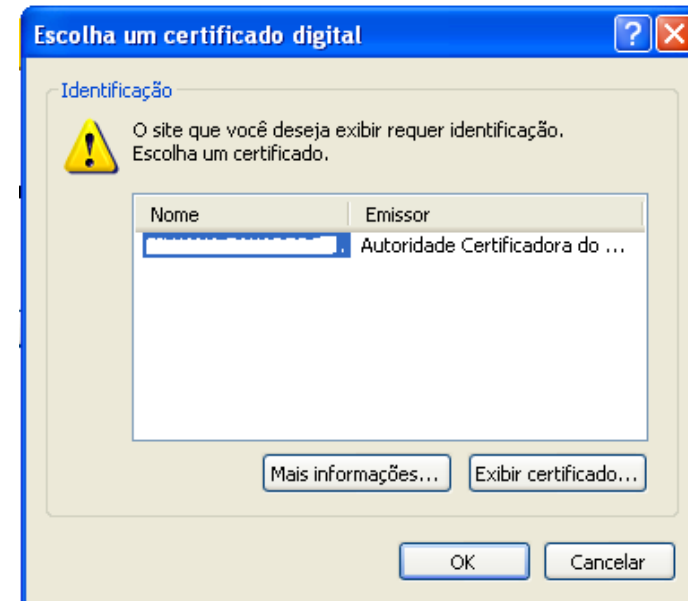 Escolha um certificado digital
Identificação
O site que você deseja exibir requer identificação.
Escolha um certificado.
Nome Emissor
Autoridade Certificadora do ...
Mais informações... Exibir certificado...
OK Cancelar